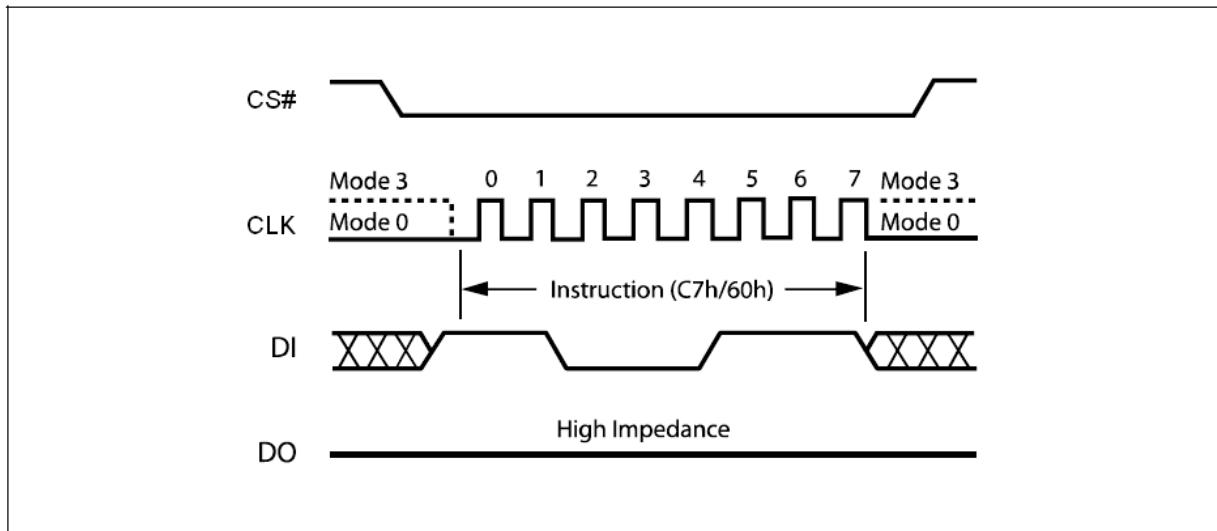 CS#
Mode 3 0 1 2 3 4 5 6 7 Mode 3
CLK Mode 0 Mode 0
Instruction (C7h/60h)
DI
High Impedance
DO